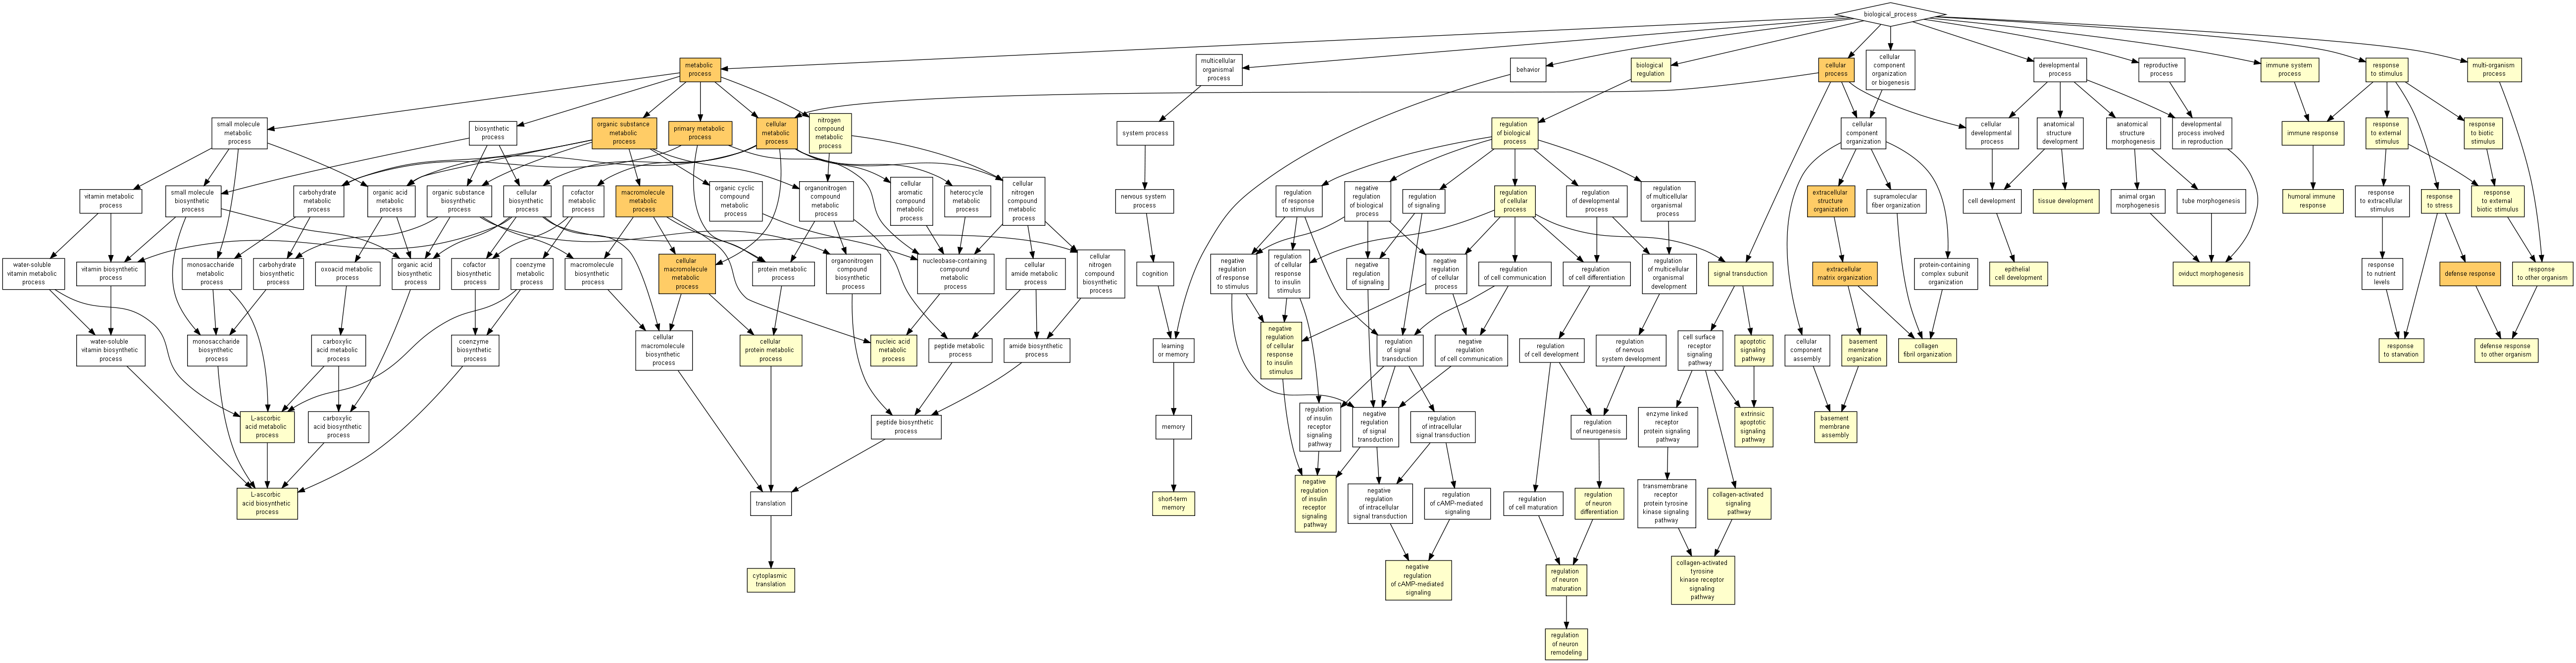 biological_process
metabolic
process
multicellular
organismal
process
behavior
biological
regulation
cellular
process
cellular
component
organization
or biogenesis
developmental
process
reproductive
process
immune system
process
response
to stimulus
multi-organism
process
small molecule
metabolic
process
biosynthetic
process
organic substance
metabolic
process
primary metabolic
process
cellular
metabolic
process
nitrogen
compound
metabolic
process
system process
regulation
of biological
process
cellular
component
organization
cellular
developmental
process
anatomical
structure
development
anatomical
structure
morphogenesis
developmental
process involved
in reproduction
immune response
response
to external
stimulus
response
to biotic
stimulus
vitamin metabolic
process
small molecule
biosynthetic
process
carbohydrate
metabolic
process
organic acid
metabolic
process
organic substance
biosynthetic
process
cellular
biosynthetic
process
cofactor
metabolic
process
macromolecule
metabolic
process
organic cyclic
compound
metabolic
process
organonitrogen
compound
metabolic
process
cellular
aromatic
compound
metabolic
process
heterocycle
metabolic
process
cellular
nitrogen
compound
metabolic
process
nervous system
process
regulation
of response
to stimulus
negative
regulation
of biological
process
regulation
of signaling
regulation
of cellular
process
regulation
of developmental
process
regulation
of multicellular
organismal
process
extracellular
structure
organization
supramolecular
fiber organization
cell development
tissue development
animal organ
morphogenesis
tube morphogenesis
humoral immune
response
response
to extracellular
stimulus
response
to stress
response
to external
biotic stimulus
water-soluble
vitamin metabolic
process
vitamin biosynthetic
process
monosaccharide
metabolic
process
carbohydrate
biosynthetic
process
oxoacid metabolic
process
organic acid
biosynthetic
process
cofactor
biosynthetic
process
coenzyme
metabolic
process
macromolecule
biosynthetic
process
cellular
macromolecule
metabolic
process
protein metabolic
process
organonitrogen
compound
biosynthetic
process
nucleobase-containing
compound
metabolic
process
cellular
amide metabolic
process
cellular
nitrogen
compound
biosynthetic
process
cognition
negative
regulation
of response
to stimulus
regulation
of cellular
response
to insulin
stimulus
negative
regulation
of signaling
negative
regulation
of cellular
process
regulation
of cell communication
regulation
of cell differentiation
regulation
of multicellular
organismal
development
signal transduction
extracellular
matrix organization
protein-containing
complex subunit
organization
epithelial
cell development
oviduct morphogenesis
response
to nutrient
levels
defense response
response
to other organism
water-soluble
vitamin biosynthetic
process
monosaccharide
biosynthetic
process
carboxylic
acid metabolic
process
coenzyme
biosynthetic
process
cellular
macromolecule
biosynthetic
process
cellular
protein metabolic
process
nucleic acid
metabolic
process
peptide metabolic
process
amide biosynthetic
process
learning
or memory
negative
regulation
of cellular
response
to insulin
stimulus
regulation
of signal
transduction
negative
regulation
of cell communication
regulation
of cell development
regulation
of nervous
system development
cell surface
receptor
signaling
pathway
apoptotic
signaling
pathway
cellular
component
assembly
basement
membrane
organization
collagen
fibril organization
response
to starvation
defense response
to other organism
L-ascorbic
acid metabolic
process
carboxylic
acid biosynthetic
process
peptide biosynthetic
process
memory
regulation
of insulin
receptor
signaling
pathway
negative
regulation
of signal
transduction
regulation
of intracellular
signal transduction
regulation
of neurogenesis
enzyme linked
receptor
protein signaling
pathway
extrinsic
apoptotic
signaling
pathway
basement
membrane
assembly
L-ascorbic
acid biosynthetic
process
translation
short-term
memory
negative
regulation
of insulin
receptor
signaling
pathway
negative
regulation
of intracellular
signal transduction
regulation
of cAMP-mediated
signaling
regulation
of cell maturation
regulation
of neuron
differentiation
transmembrane
receptor
protein tyrosine
kinase signaling
pathway
collagen-activated
signaling
pathway
cytoplasmic
translation
negative
regulation
of cAMP-mediated
signaling
regulation
of neuron
maturation
collagen-activated
tyrosine
kinase receptor
signaling
pathway
regulation
of neuron
remodeling